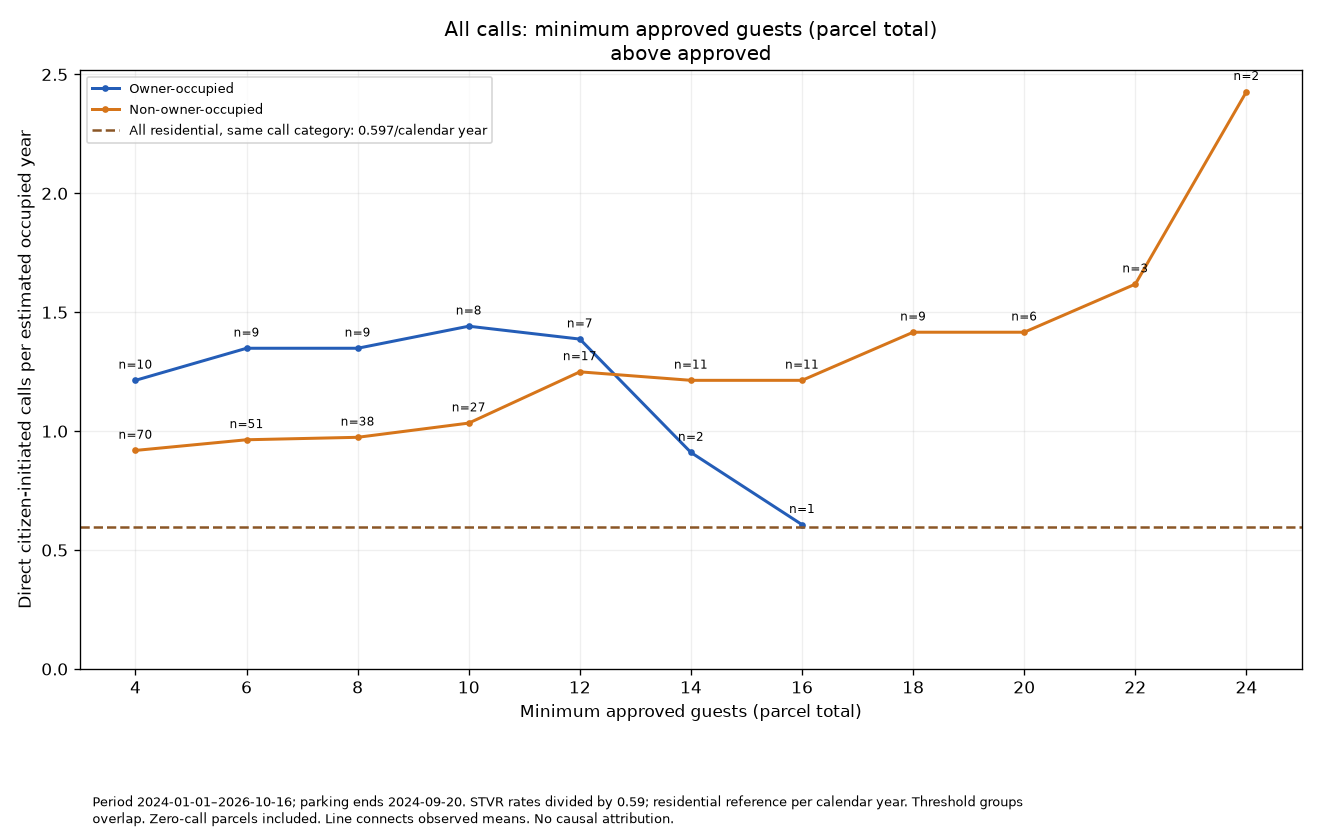 All calls: minimum approved guests (parcel total)
above approved
Owner-occupied
Non-owner-occupied
All residential, same call category: 0.597/calendar year
Direct citizen-initiated calls per estimated occupied year
2.5
2.0
1.5
1.0
0.5
0.0
n=10
n=9
n=9
n=8
n=7
n=2
n=1
n=70
n=51
n=38
n=27
n=17
n=11
n=11
n=9
n=6
n=3
n=2
4 6 8 10 12 14 16 18 20 22 24
Minimum approved guests (parcel total)
Period 2024-01-01–2026-10-16; parking ends 2024-09-20. STVR rates divided by 0.59; residential reference per calendar year. Threshold groups
overlap. Zero-call parcels included. Line connects observed means. No causal attribution.